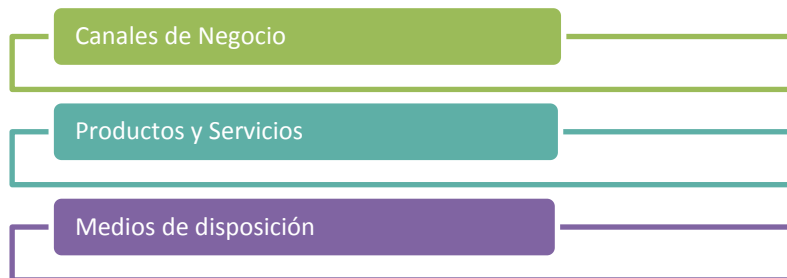 Canales de Negocio
Productos y Servicios
Medios de disposición